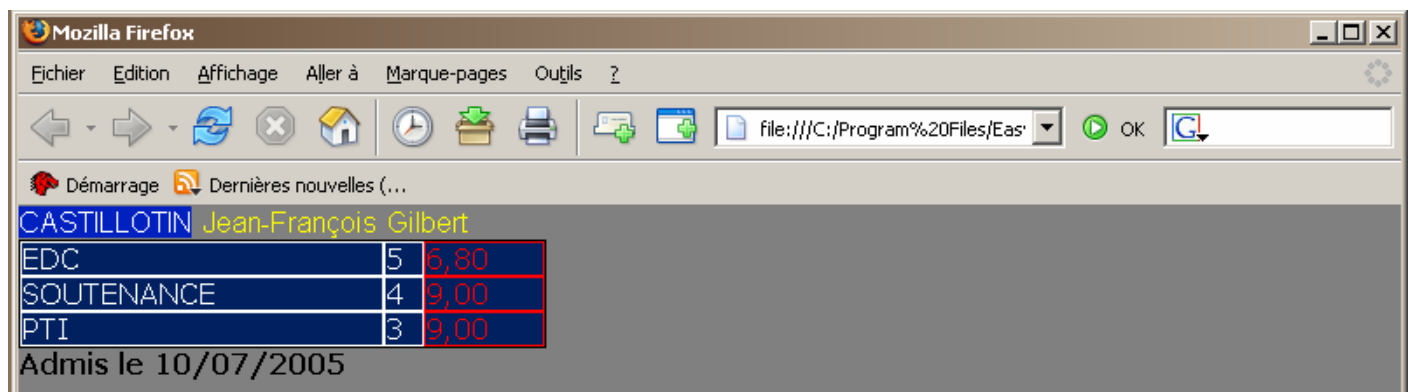 Mozilla Firefox
Fichier Edition Affichage Aller à Marque-pages Outils ?
file:///C:/Program%20Files/Eas OK G
Démarrage Dernières nouvelles (...
CASTILLOTIN Jean-François Gilbert
EDC 5 6,80
SOUTENANCE 4 9,00
PTI 3 9,00
Admis le 10/07/2005